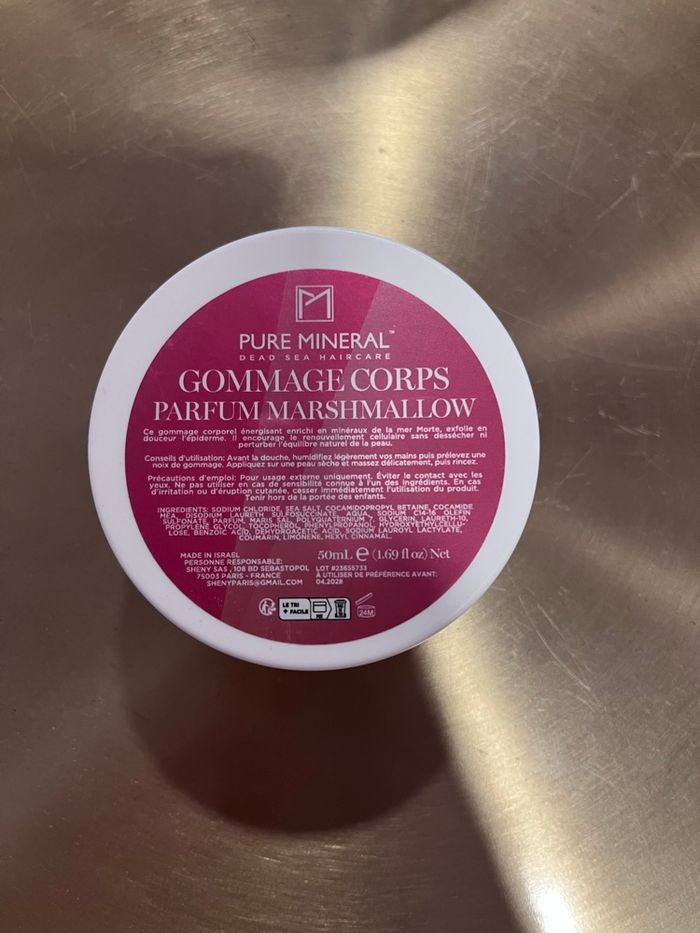 PURE MINERAL™
DEAD SEA HAIRCARE
GOMMAGE CORPS
PARFUM MARSHMALLOW
Ce gommage corporel énergisant enrichi en minéraux de la mer Morte, exfolie en
douceur l'épiderme. Il encourage le renouvellement cellulaire sans dessécher ni
perturber l'équilibre naturel de la peau.
Conseils d'utilisation: Avant la douche, humidifiez légèrement vos mains puis prélevez une
noix de gommage. Appliquez sur une peau sèche et massez délicatement, puis rincez.
Précautions d'emploi: Pour usage externe uniquement. Éviter le contact avec les
yeux. Ne pas utiliser en cas de sensibilité connue à l'un des ingrédients. En cas
d'irritation ou d'éruption cutanée, cesser immédiatement l'utilisation du produit.
Tenir hors de la portée des enfants.
INGREDIENTS: SODIUM CHLORIDE, SEA SALT, COCAMIDOPROPYL BETAINE, COCAMIDE
MEA, DISODIUM LAURETH SULFOSUCCINATE, AQUA, SODIUM C14-16 OLEFIN
SULFONATE, PARFUM, MARIS SAL, POLYQUATERNIUM 7, GLYCERIN, LAURETH-10,
PROPYLENE GLYCOL, TOCOPHEROL, PHENYLPROPANOL, HYDROXYETHYLCELLU-
LOSE, BENZOIC ACID, DEHYDROACETIC ACID, SODIUM LAUROYL LACTYLATE,
COUMARIN, LIMONENE, HEXYL CINNAMAL.
MADE IN ISRAEL
PERSONNE RESPONSABLE:
SHENY SAS, 108 BD SEBASTOPOL
75003 PARIS - FRANCE
SHENYPARIS@GMAIL.COM
50mL e (1.69 fl oz) Net
LOT #23655733
À UTILISER DE PRÉFÉRENCE AVANT:
04.2028
LE TRI
+ FACILE
24M